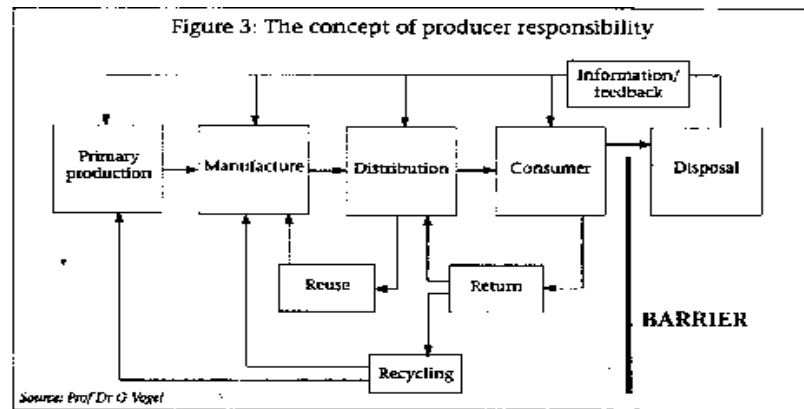 Figure 3: The concept of producer responsibility
Information/
feedback
Primary
production
Manufacture
Distribution
Consumer
Disposal
Reuse
Return
BARRIER
Recycling
Source: Prof Dr G Vogel